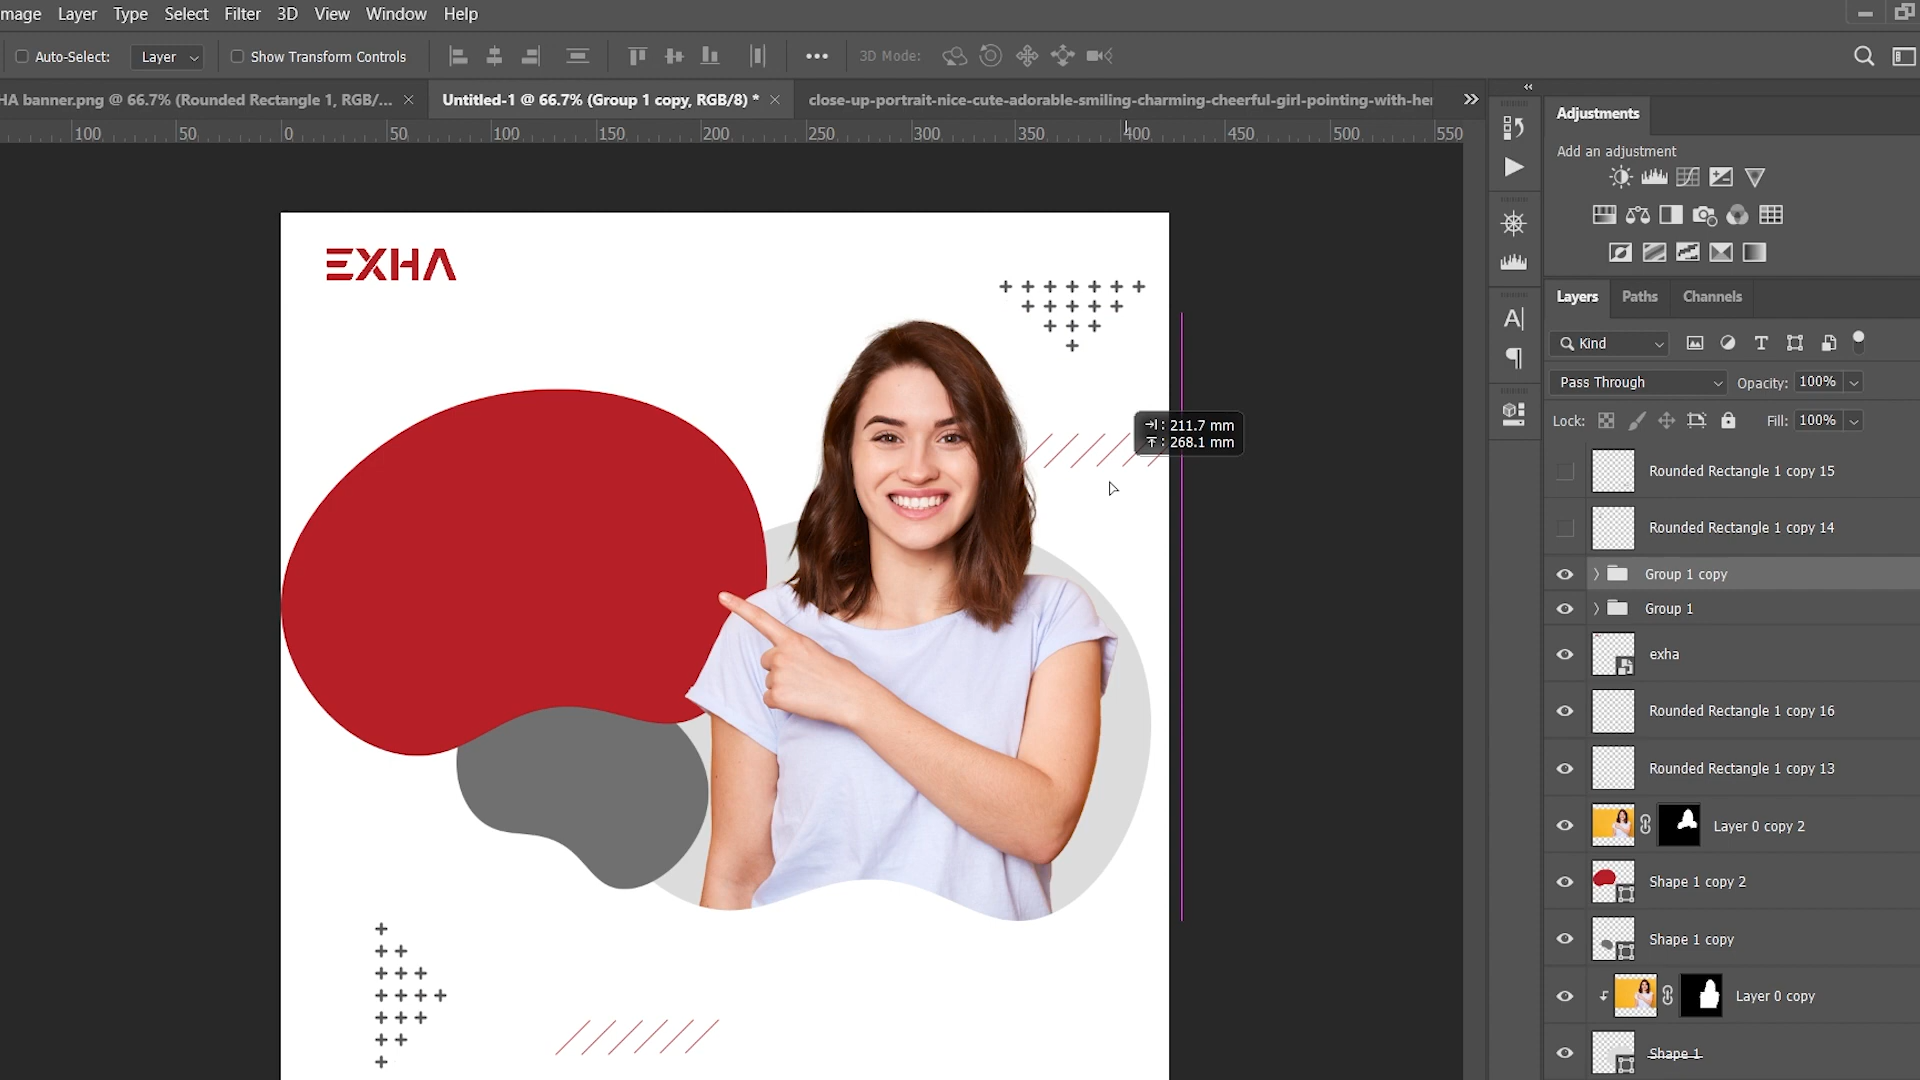 mage Layer Type Select Filter 3D View Window Help
Auto-Select: Layer Show Transform Controls 3D Mode:
HA banner.png @ 66.7% (Rounded Rectangle 1, RGB/... × Untitled-1 @ 66.7% (Group 1 copy, RGB/8) * × close-up-portrait-nice-cute-adorable-smiling-charming-cheerful-girl-pointing-with-her
100 50 0 50 100 150 200 250 300 350 400 450 500 550
EXHA
211.7 mm
268.1 mm
Adjustments
Add an adjustment
Layers Paths Channels
Kind
Pass Through Opacity: 100%
Lock: Fill: 100%
Rounded Rectangle 1 copy 15
Rounded Rectangle 1 copy 14
Group 1 copy
Group 1
exha
Rounded Rectangle 1 copy 16
Rounded Rectangle 1 copy 13
Layer 0 copy 2
Shape 1 copy 2
Shape 1 copy
Layer 0 copy
Shape 1